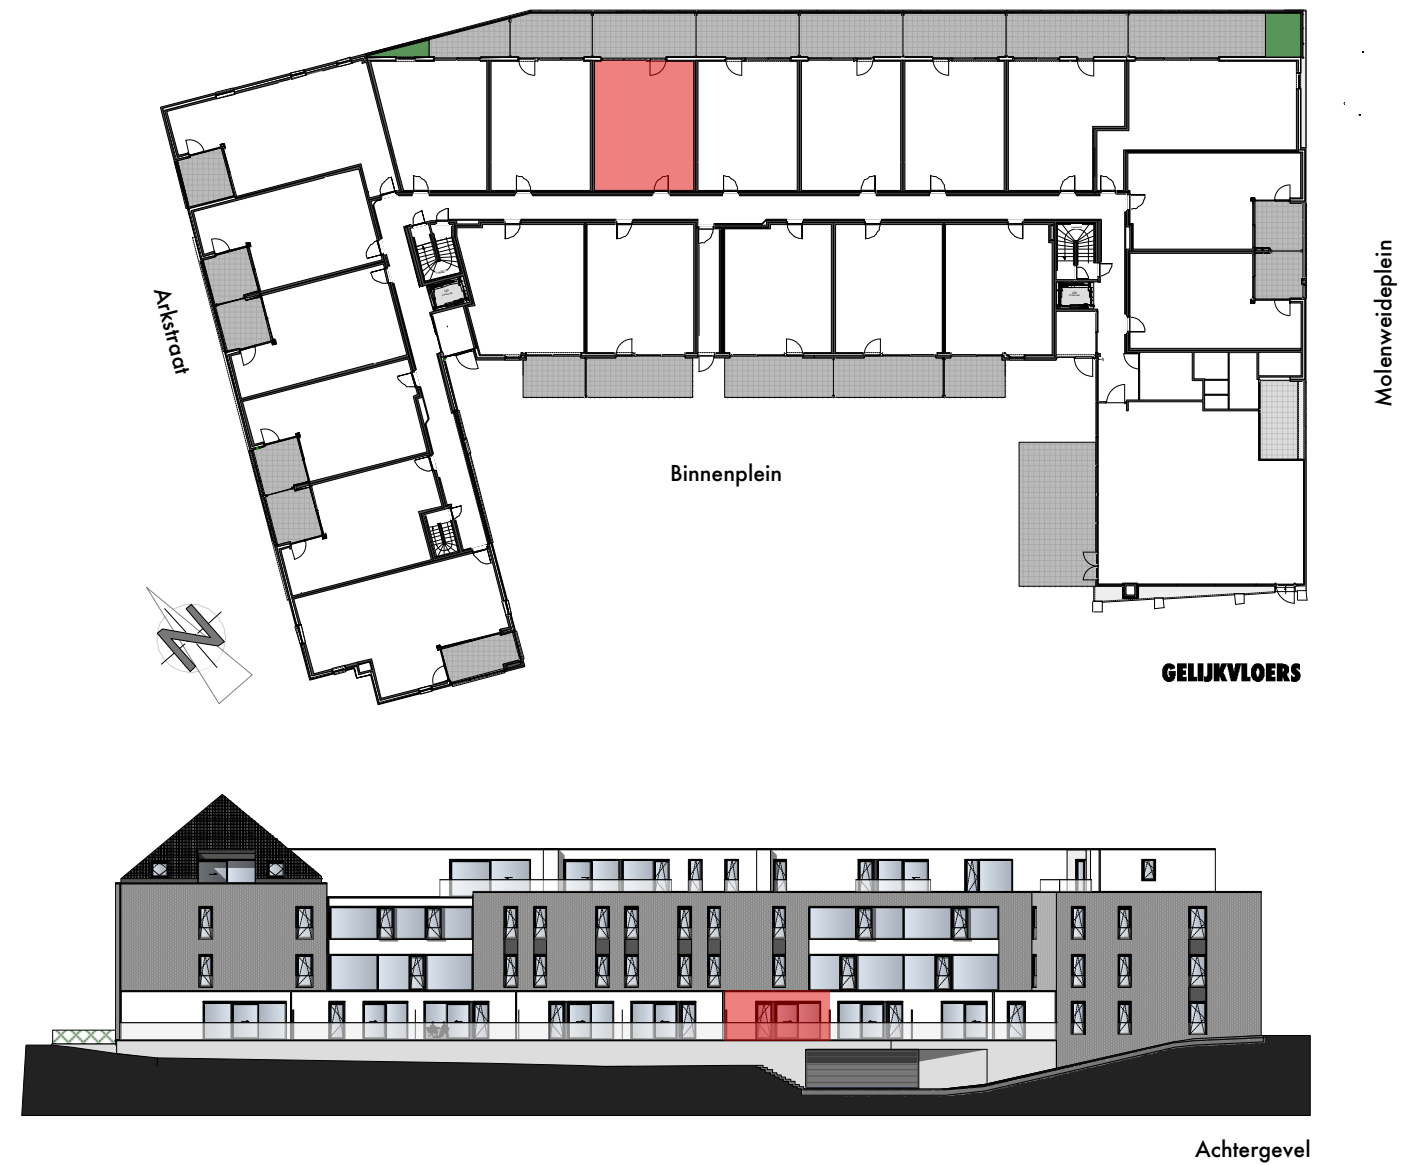 Arkstraat
Molenweideplein
Binnenplein
N
GELIJKVLOERS
Achtergevel